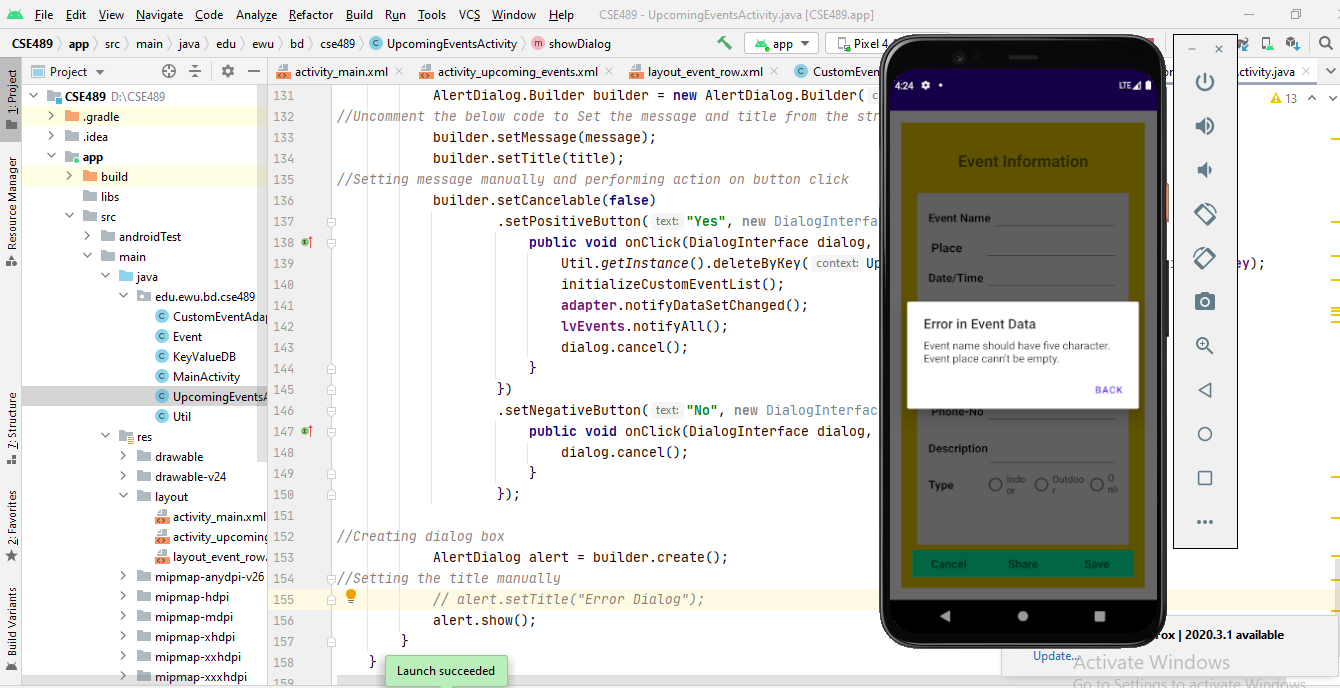 File Edit View Navigate Code Analyze Refactor Build Run Tools VCS Window Help CSE489 - UpcomingEventsActivity.java [CSE489.app]
CSE489 app src main java edu ewu bd cse489 UpcomingEventsActivity showDialog app Pixel 4
Project activity_main.xml activity_upcoming_events.xml layout_event_row.xml CustomEven ctivity.java
1: Project
Resource Manager
7: Structure
2: Favorites
Build Variants
CSE489 D:\CSE489
.gradle
.idea
app
build
libs
src
androidTest
main
java
edu.ewu.bd.cse489
CustomEventAda
Event
KeyValueDB
MainActivity
UpcomingEventsA
Util
res
drawable
drawable-v24
layout
activity_main.xml
activity_upcoming
layout_event_row.
mipmap-anydpi-v26
mipmap-hdpi
mipmap-mdpi
mipmap-xhdpi
mipmap-xxhdpi
mipmap-xxxhdpi
13
131 AlertDialog.Builder builder = new AlertDialog.Builder( c
132 //Uncomment the below code to Set the message and title from the str
133 builder.setMessage(message);
134 builder.setTitle(title);
135 //Setting message manually and performing action on button click
136 builder.setCancelable(false)
137 .setPositiveButton( text: "Yes", new DialogInterfa
138 public void onClick(DialogInterface dialog,
139 Util.getInstance().deleteByKey( context: Up ey);
140 initializeCustomEventList();
141 adapter.notifyDataSetChanged();
142 lvEvents.notifyAll();
143 dialog.cancel();
144 }
145 })
146 .setNegativeButton( text: "No", new DialogInterfac
147 public void onClick(DialogInterface dialog,
148 dialog.cancel();
149 }
150 });
151
152 //Creating dialog box
153 AlertDialog alert = builder.create();
154 //Setting the title manually
155 // alert.setTitle("Error Dialog");
156 alert.show();
157 }
158 }
159
Launch succeeded
4:24 LTE
Event Information
Event Name
Place
Date/Time
Error in Event Data
Event name should have five character.
Event place cann't be empty.
BACK
Phone-No
Description
Type Indo
or Outdoo
r O
nli
Cancel Share Save
rox | 2020.3.1 available
Update...
Activate Windows
Go to Settings to activate Windows.